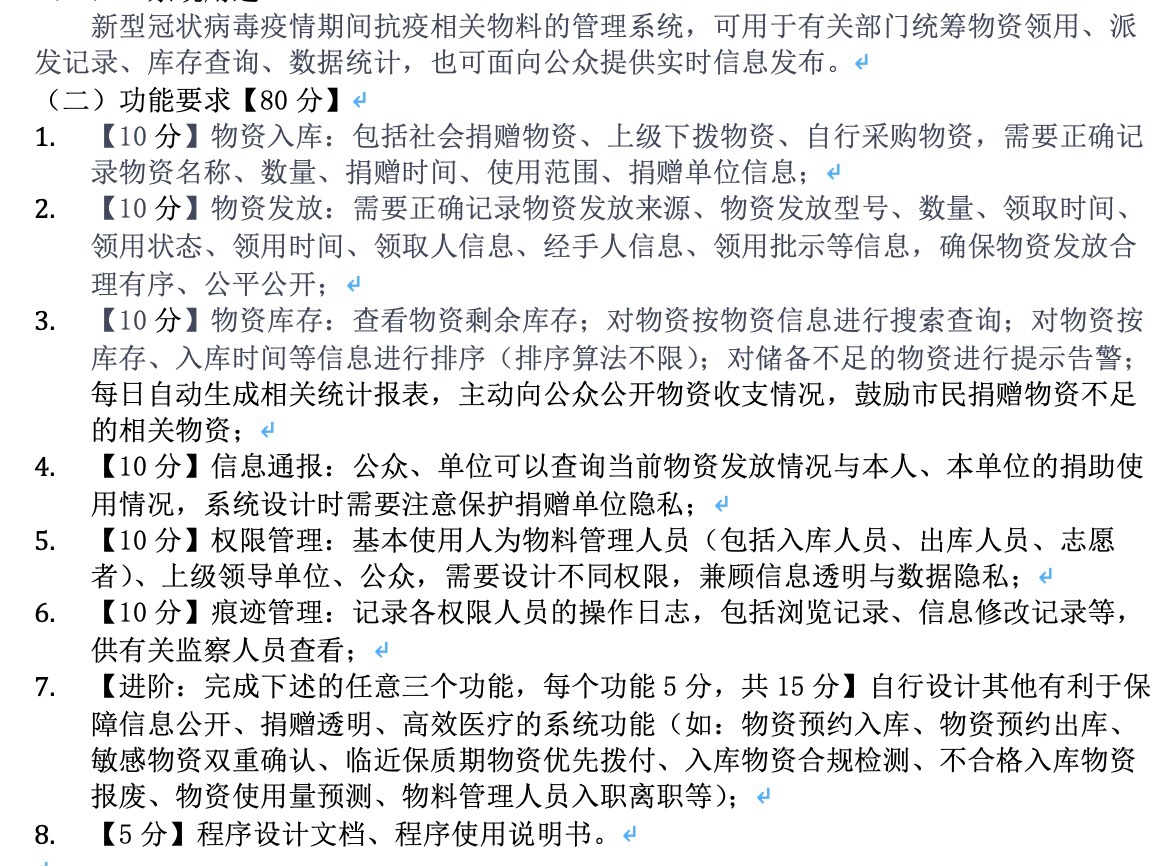 新型冠状病毒疫情期间抗疫相关物料的管理系统，可用于有关部门统筹物资领用、派
发记录、库存查询、数据统计，也可面向公众提供实时信息发布。
（二）功能要求【80 分】
1. 【10 分】物资入库：包括社会捐赠物资、上级下拨物资、自行采购物资，需要正确记
录物资名称、数量、捐赠时间、使用范围、捐赠单位信息；
2. 【10 分】物资发放：需要正确记录物资发放来源、物资发放型号、数量、领取时间、
领用状态、领用时间、领取人信息、经手人信息、领用批示等信息，确保物资发放合
理有序、公平公开；
3. 【10 分】物资库存：查看物资剩余库存；对物资按物资信息进行搜索查询；对物资按
库存、入库时间等信息进行排序（排序算法不限）；对储备不足的物资进行提示告警；
每日自动生成相关统计报表，主动向公众公开物资收支情况，鼓励市民捐赠物资不足
的相关物资；
4. 【10 分】信息通报：公众、单位可以查询当前物资发放情况与本人、本单位的捐助使
用情况，系统设计时需要注意保护捐赠单位隐私；
5. 【10 分】权限管理：基本使用人为物料管理人员（包括入库人员、出库人员、志愿
者）、上级领导单位、公众，需要设计不同权限，兼顾信息透明与数据隐私；
6. 【10 分】痕迹管理：记录各权限人员的操作日志，包括浏览记录、信息修改记录等，
供有关监察人员查看；
7. 【进阶：完成下述的任意三个功能，每个功能 5 分，共 15 分】自行设计其他有利于保
障信息公开、捐赠透明、高效医疗的系统功能（如：物资预约入库、物资预约出库、
敏感物资双重确认、临近保质期物资优先拨付、入库物资合规检测、不合格入库物资
报废、物资使用量预测、物料管理人员入职离职等）；
8. 【5 分】程序设计文档、程序使用说明书。